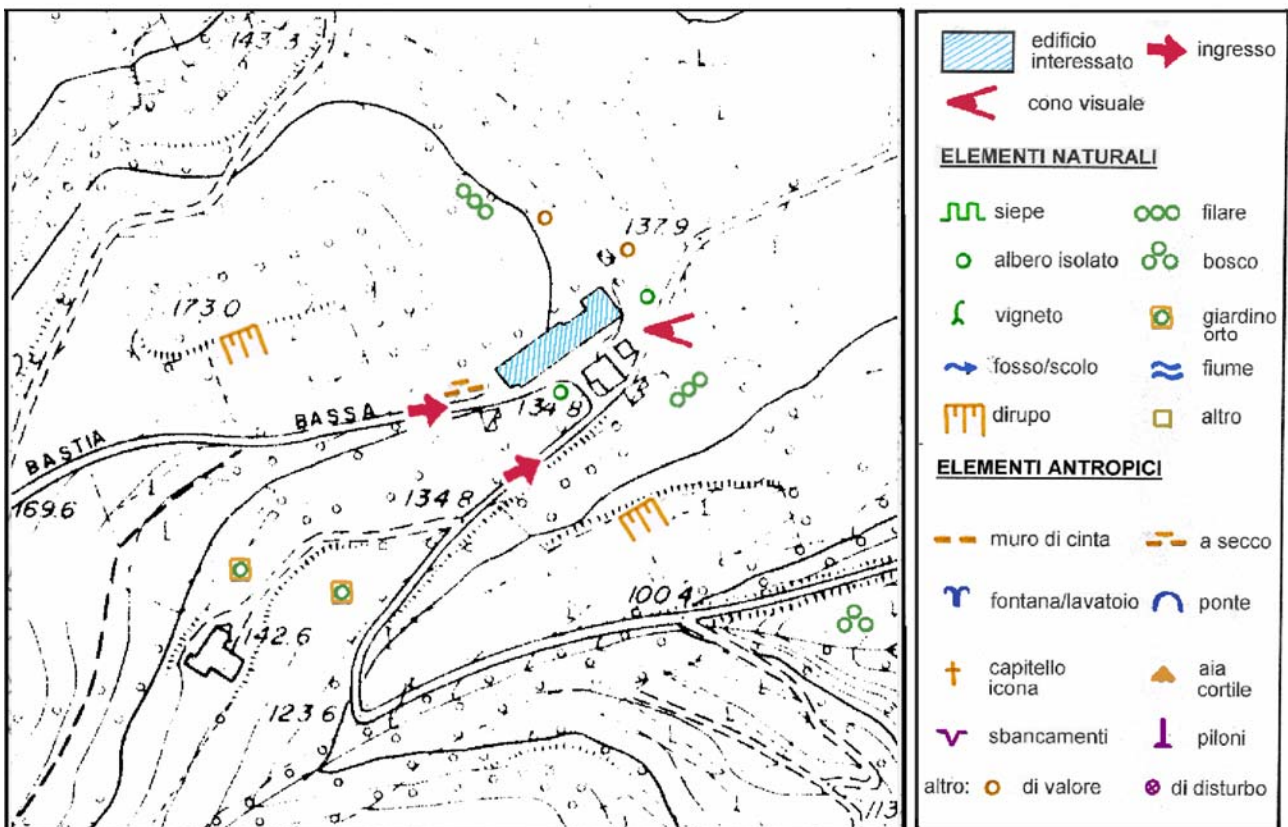 143.3
137.9
173.0
BASTIA BASSA
134.8
169.6
134.8
100.4
142.6
123.6
113
edificio
interessato
ingresso
cono visuale
ELEMENTI NATURALI
siepe
filare
albero isolato
bosco
vigneto
giardino
orto
fosso/scolo
fiume
dirupo
altro
ELEMENTI ANTROPICI
muro di cinta
a secco
fontana/lavatoio
ponte
capitello
icona
aia
cortile
sbancamenti
piloni
altro:
di valore
di disturbo